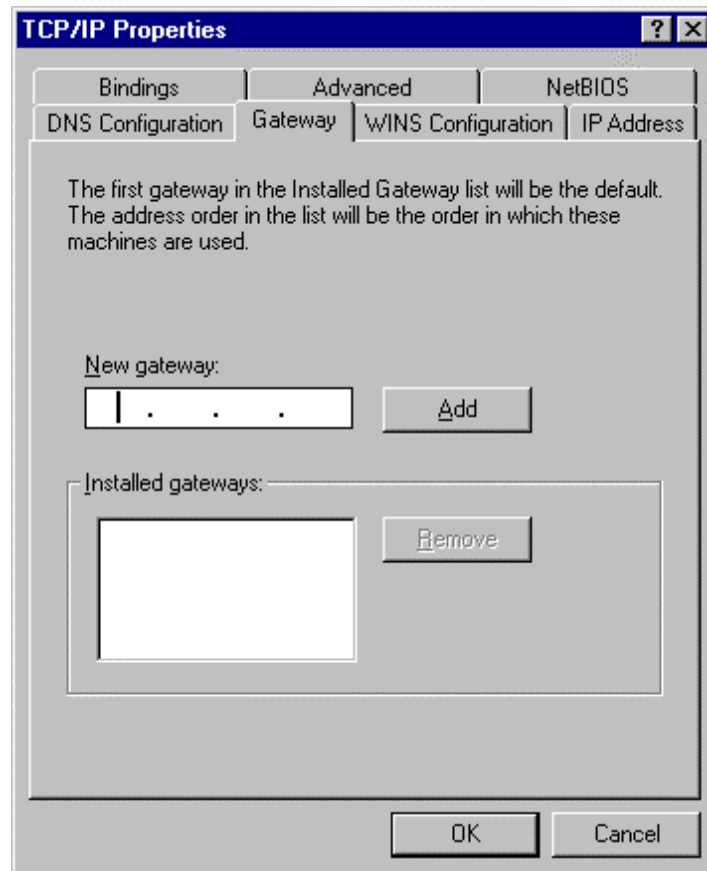 TCP/IP Properties
Bindings Advanced NetBIOS
DNS Configuration Gateway WINS Configuration IP Address
The first gateway in the Installed Gateway list will be the default.
The address order in the list will be the order in which these
machines are used.
New gateway:
. . .
Add
Installed gateways:
Remove
OK Cancel